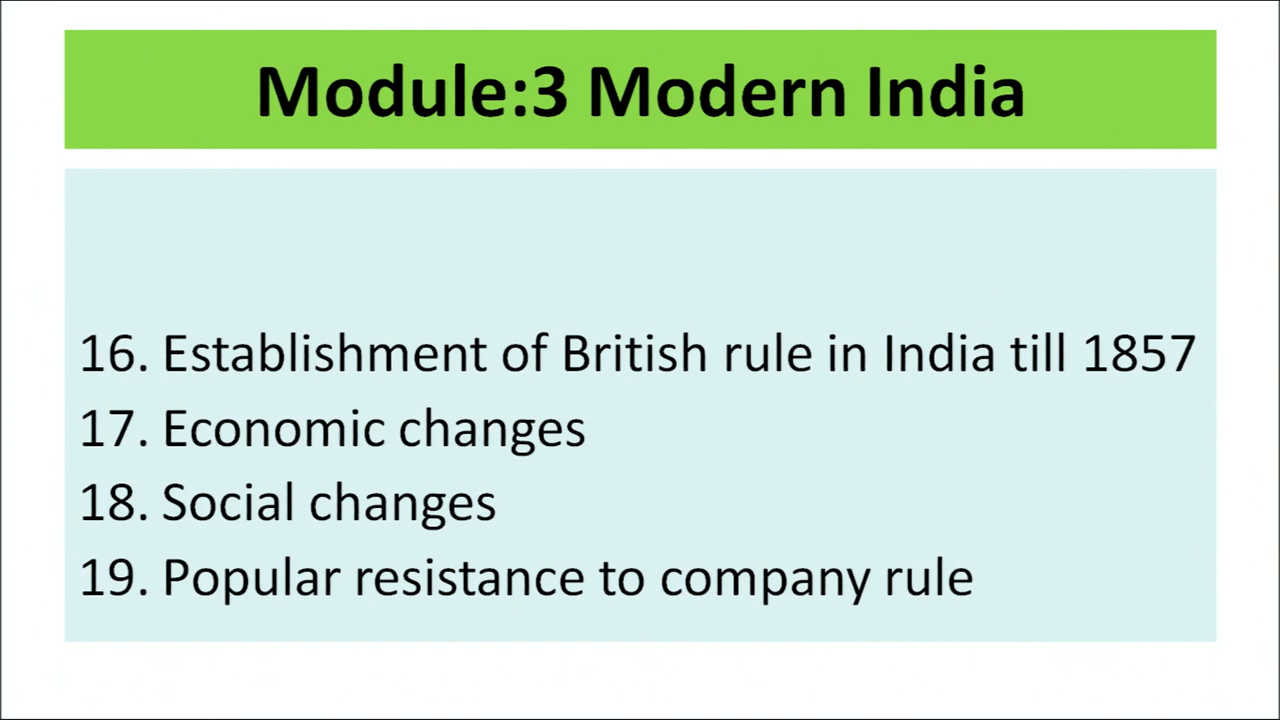 Module:3 Modern India
16. Establishment of British rule in India till 1857
17. Economic changes
18. Social changes
19. Popular resistance to company rule